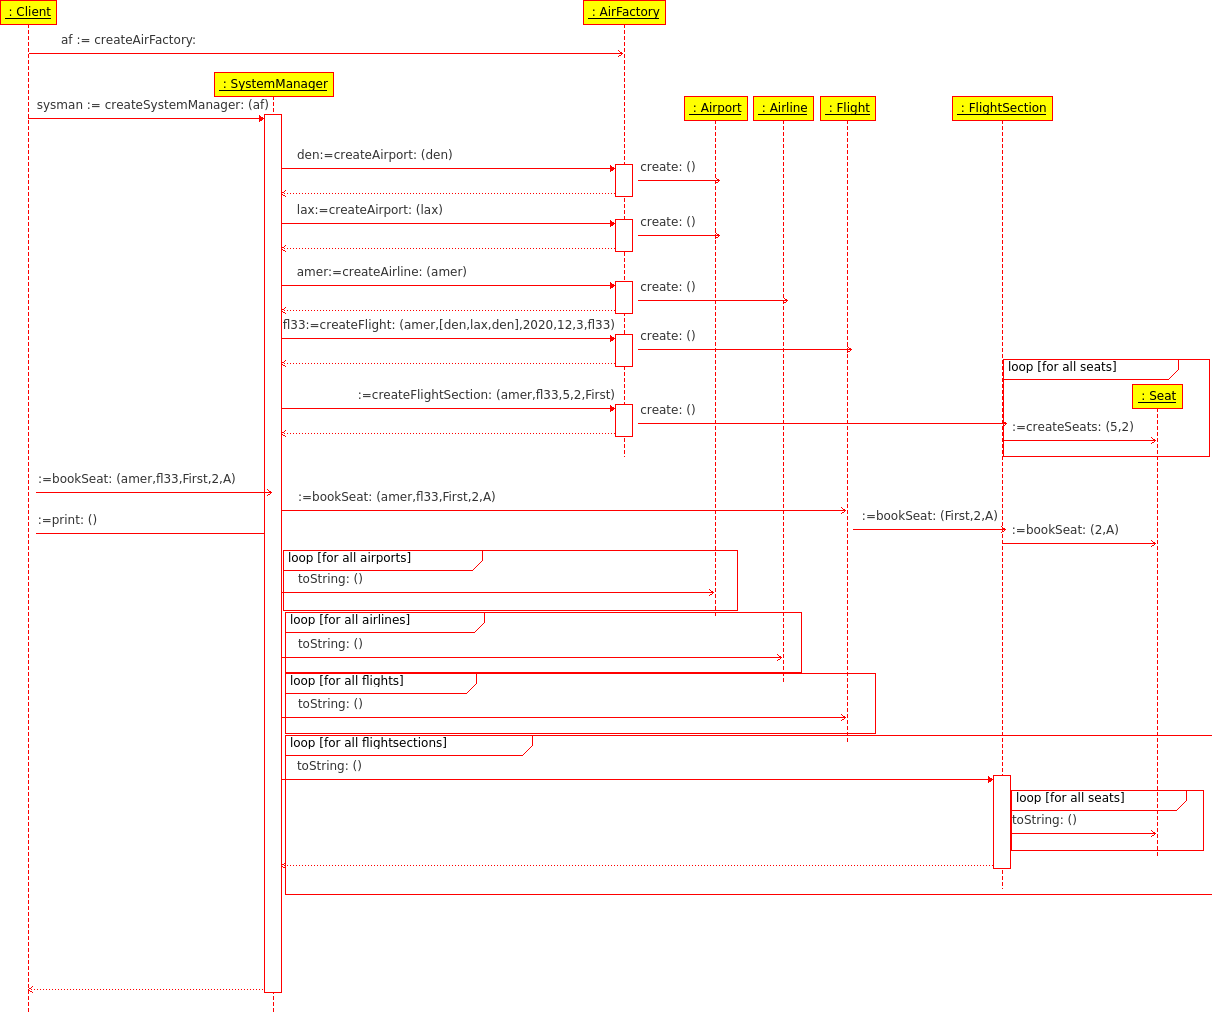 : Client
: AirFactory
af := createAirFactory:
: SystemManager
sysman := createSystemManager: (af)
: Airport
: Airline
: Flight
: FlightSection
den:=createAirport: (den)
create: ()
lax:=createAirport: (lax)
create: ()
amer:=createAirline: (amer)
create: ()
fl33:=createFlight: (amer,[den,lax,den],2020,12,3,fl33)
create: ()
loop [for all seats]
: Seat
:=createFlightSection: (amer,fl33,5,2,First)
create: ()
:=createSeats: (5,2)
:=bookSeat: (amer,fl33,First,2,A)
:=bookSeat: (amer,fl33,First,2,A)
:=print: ()
:=bookSeat: (First,2,A)
:=bookSeat: (2,A)
loop [for all airports]
toString: ()
loop [for all airlines]
toString: ()
loop [for all flights]
toString: ()
loop [for all flightsections]
toString: ()
loop [for all seats]
toString: ()